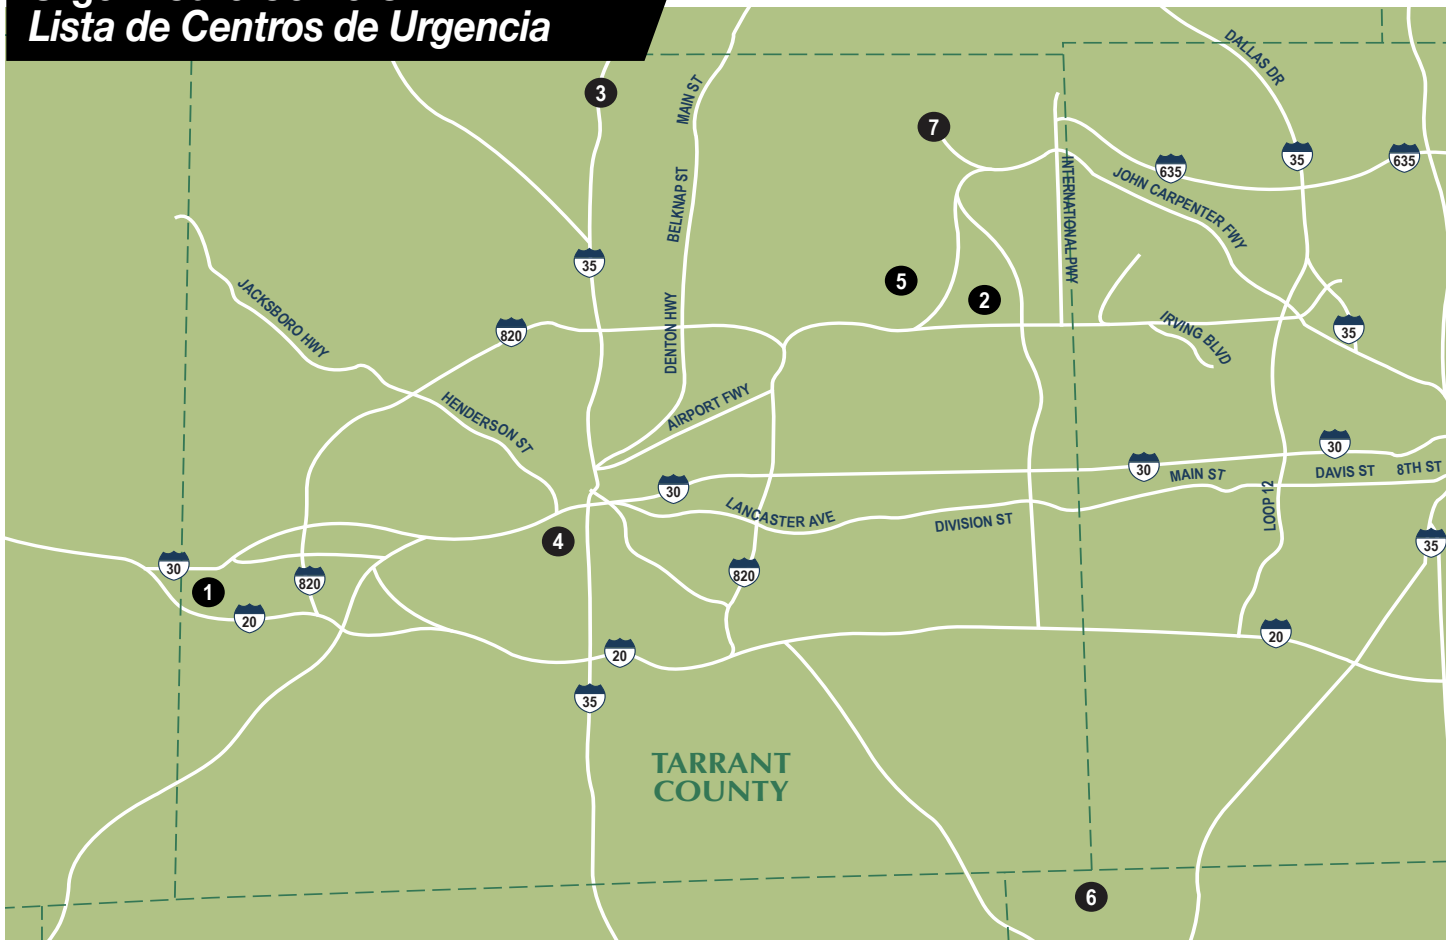 Lista de Centros de Urgencia
DALLAS DR
3
MAIN ST
7
35
635
635
INTERNATIONAL PWY
JOHN CARPENTER FWY
BELKNAP ST
35
5
2
JACKSBORO HWY
DENTON HWY
820
IRVING BLVD
35
AIRPORT FWY
HENDERSON ST
30
30
MAIN ST
DAVIS ST
8TH ST
30
LANCASTER AVE
DIVISION ST
LOOP 12
4
35
30
820
820
1
20
20
20
35
TARRANT
COUNTY
6